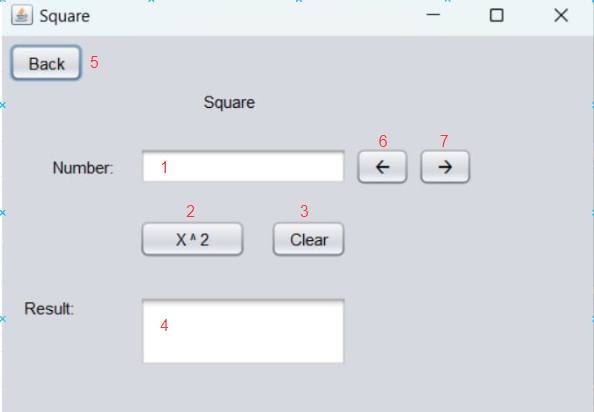 Square
Back 5
Square
6 7
Number: 1 ← →
2 3
X ^ 2 Clear
Result: 4